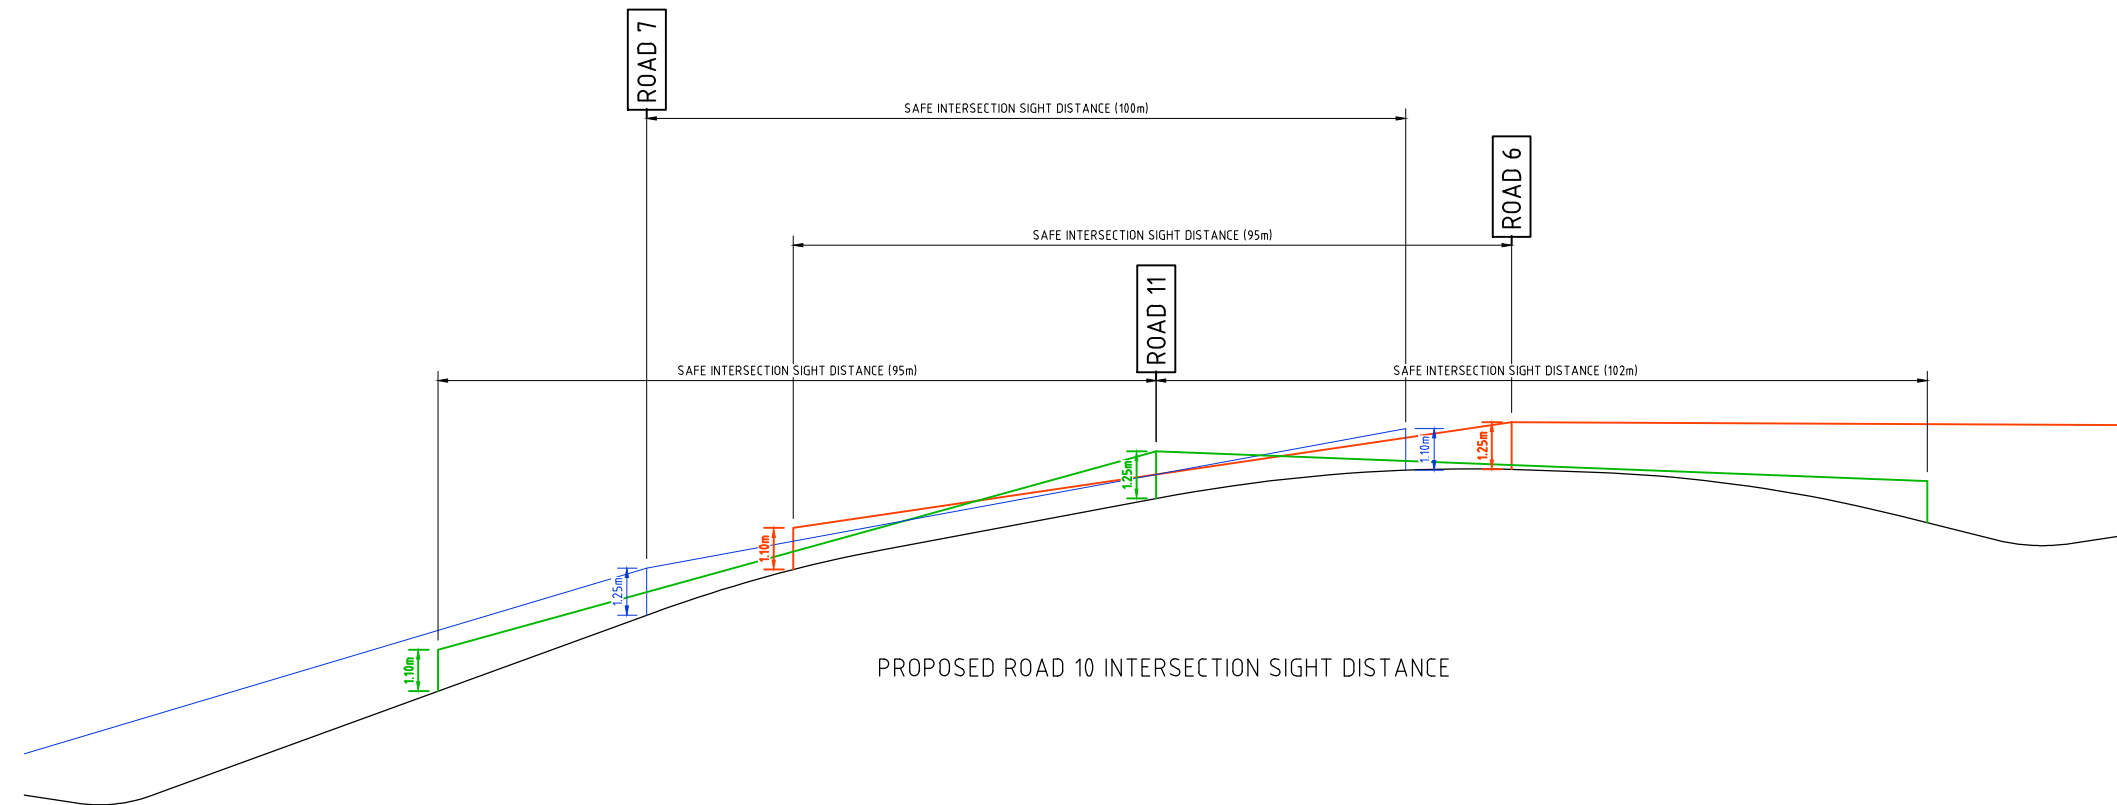 ROAD 7
SAFE INTERSECTION SIGHT DISTANCE (100m)
ROAD 6
SAFE INTERSECTION SIGHT DISTANCE (95m)
ROAD 11
SAFE INTERSECTION SIGHT DISTANCE (95m)
SAFE INTERSECTION SIGHT DISTANCE (102m)
1.10m
1.25m
1.25m
1.10m
1.25m
1.10m
PROPOSED ROAD 10 INTERSECTION SIGHT DISTANCE